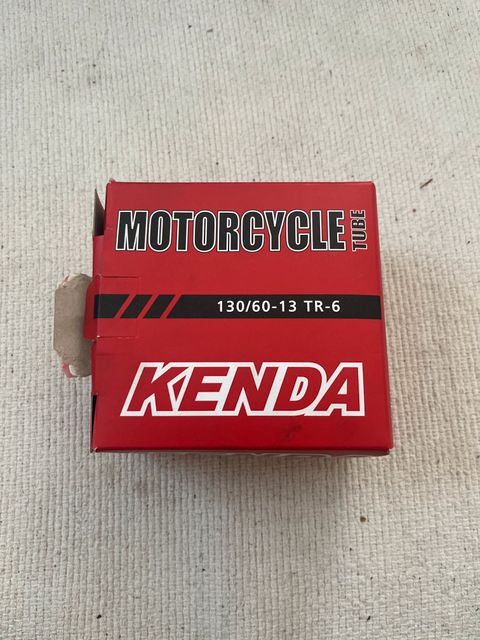 MOTORCYCLE TUBE
130/60-13 TR-6
KENDA